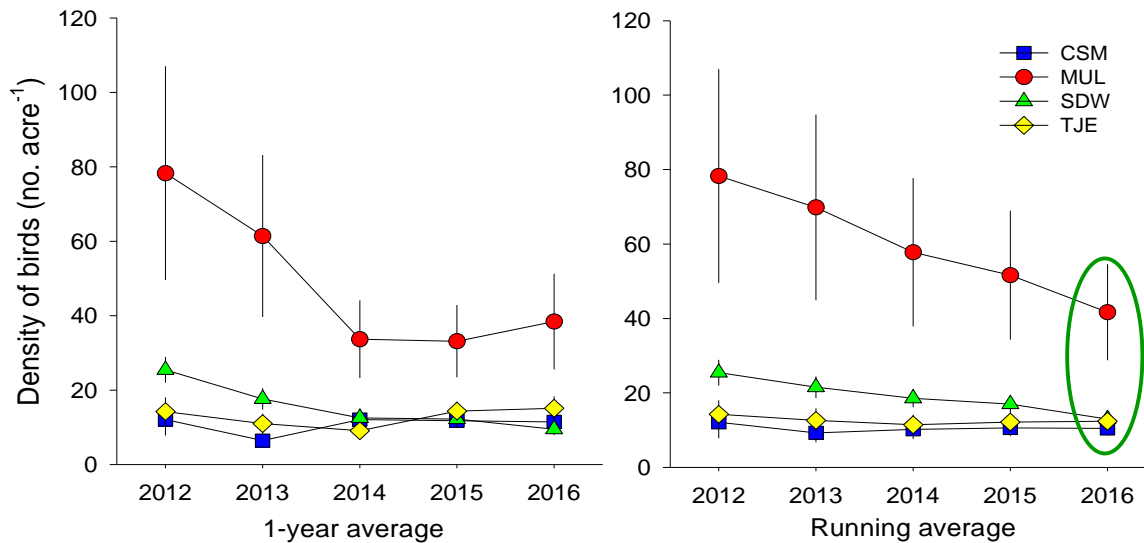 Density of birds (no. acre⁻¹)
120
100
80
60
40
20
0
2012 2013 2014 2015 2016
1-year average
120
100
80
60
40
20
0
2012 2013 2014 2015 2016
Running average
CSM
MUL
SDW
TJE